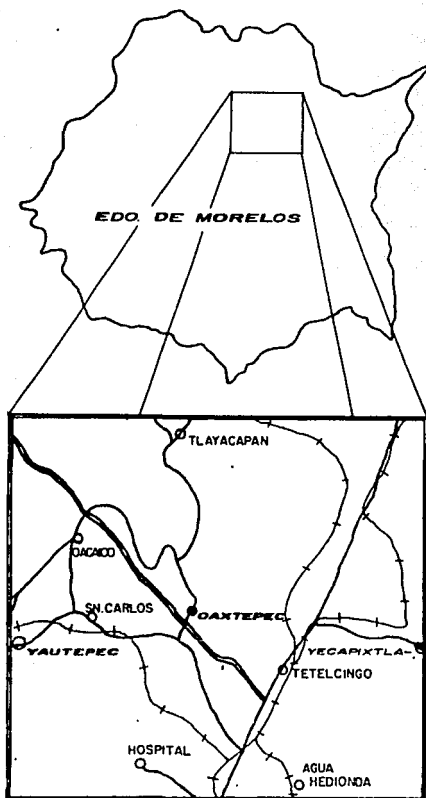 EDO. DE MORELOS
TLAYACAPAN
OACALCO
SN. CARLOS
OAXTEPEC
YAUTEPEC
YECAPIXTLA
TETELCINGO
HOSPITAL
AGUA
HEDIONDA